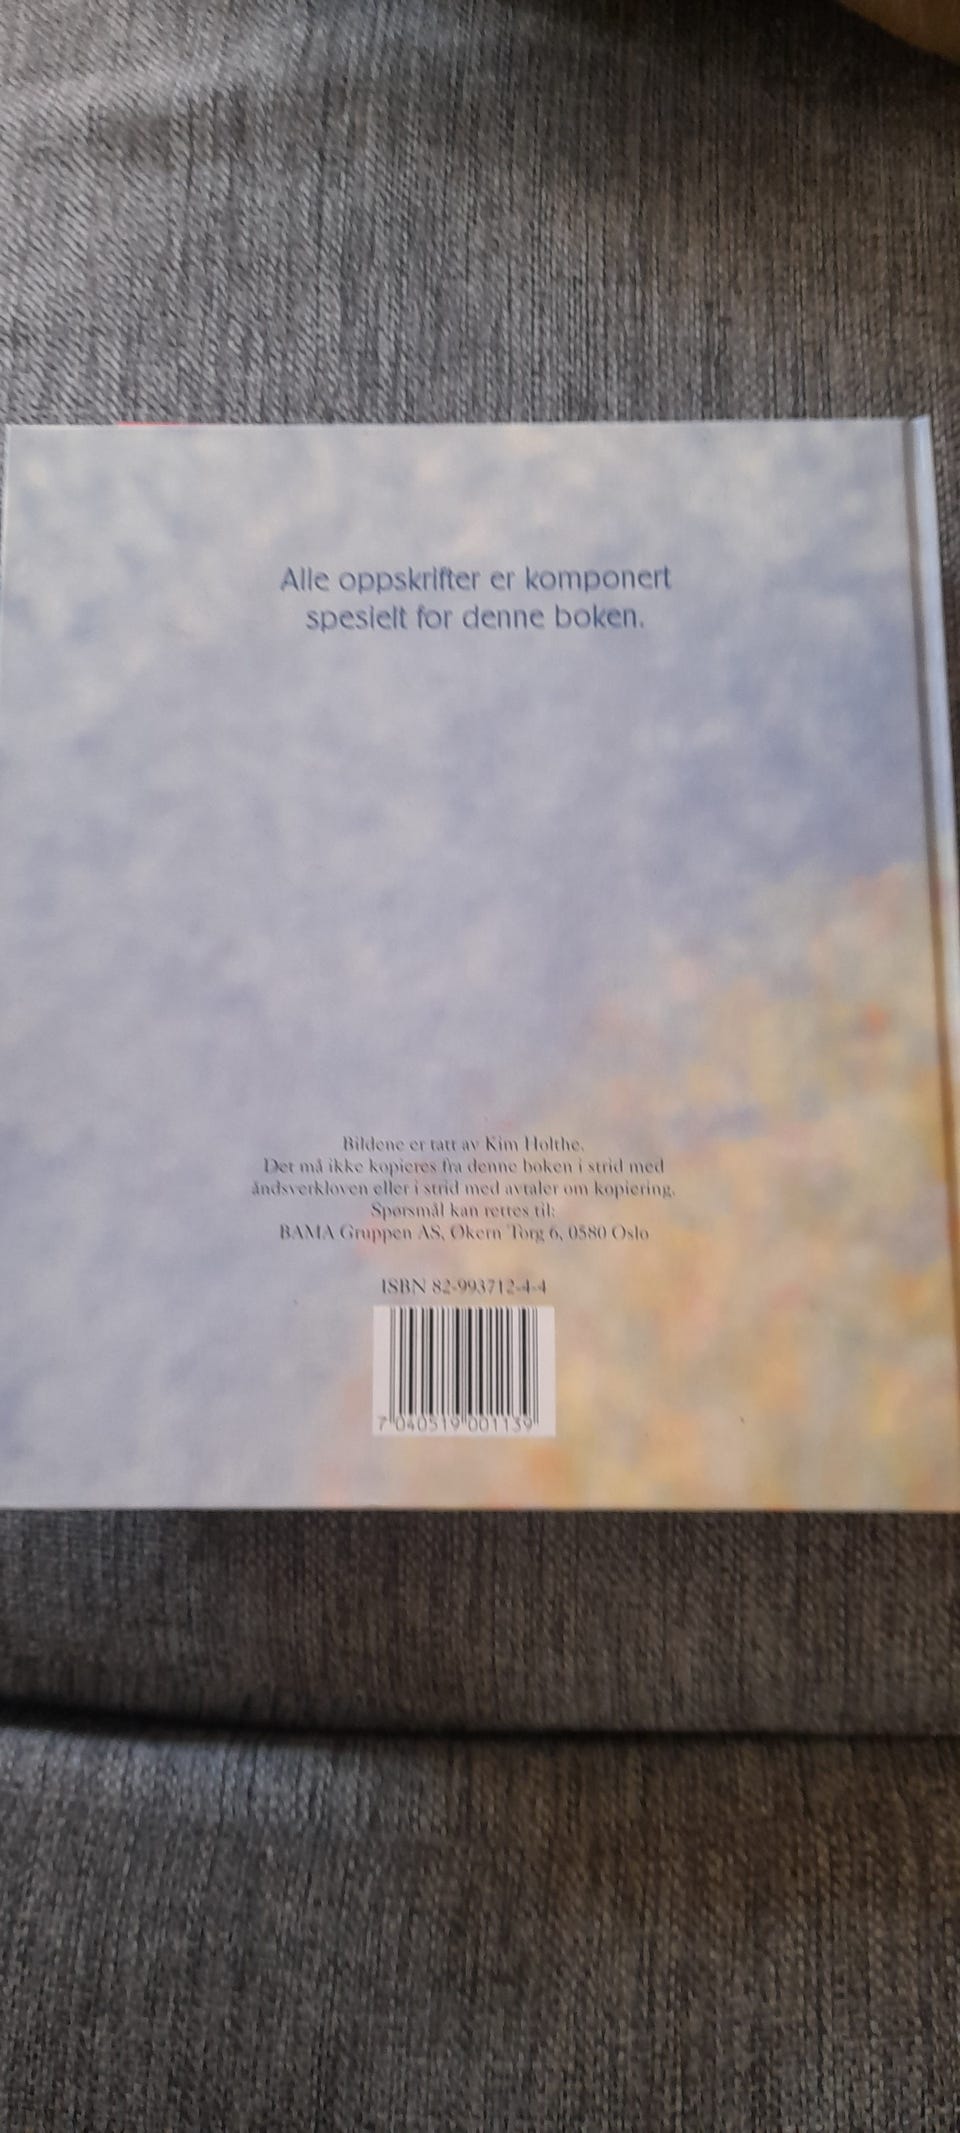 Alle oppskrifter er komponert
spesielt for denne boken.
Bildene er tatt av Kim Holthe.
Det må ikke kopieres fra denne boken i strid med
åndsverkloven eller i strid med avtaler om kopiering.
Spørsmål kan rettes til:
BAMA Gruppen AS, Økern Torg 6, 0580 Oslo
ISBN 82-993712-4-4
7 040519 001139